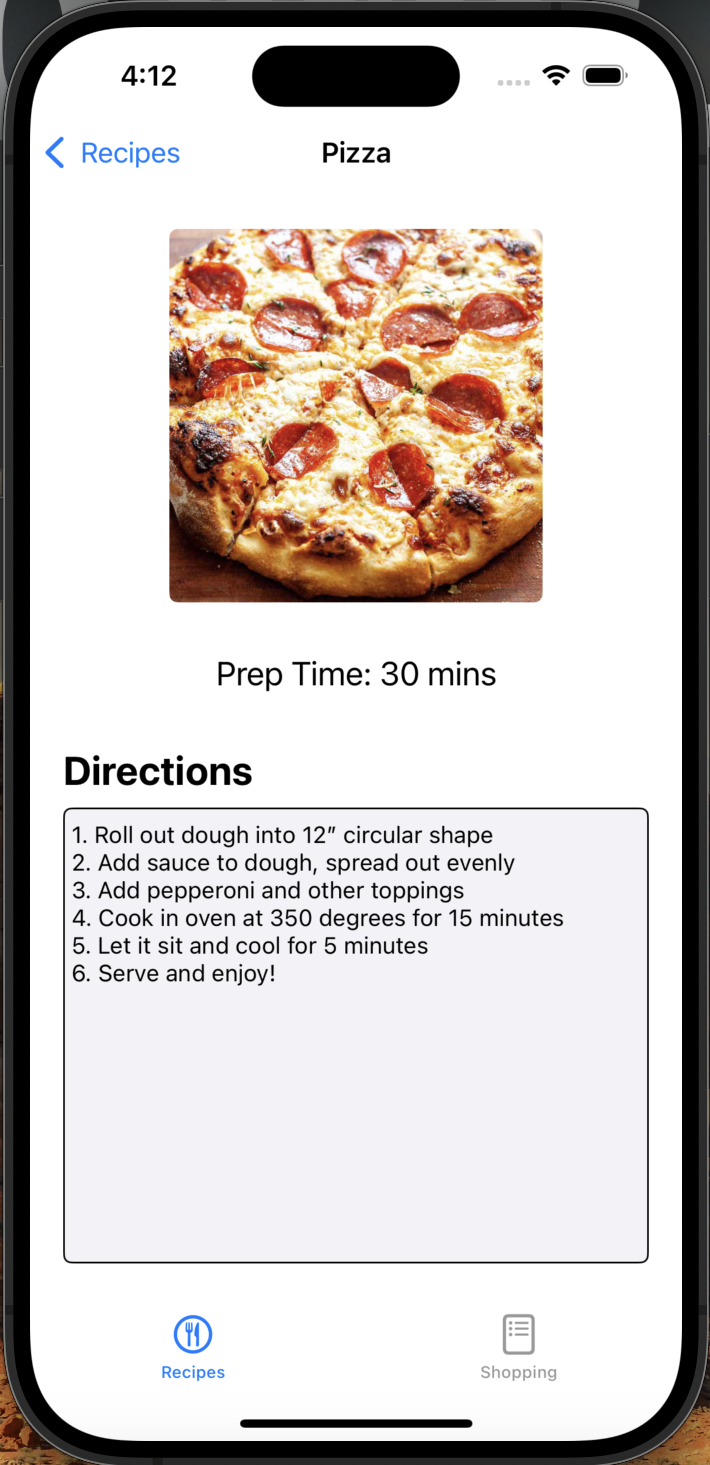 4:12
Recipes
Pizza
Prep Time: 30 mins
Directions
1. Roll out dough into 12” circular shape
2. Add sauce to dough, spread out evenly
3. Add pepperoni and other toppings
4. Cook in oven at 350 degrees for 15 minutes
5. Let it sit and cool for 5 minutes
6. Serve and enjoy!
Recipes
Shopping